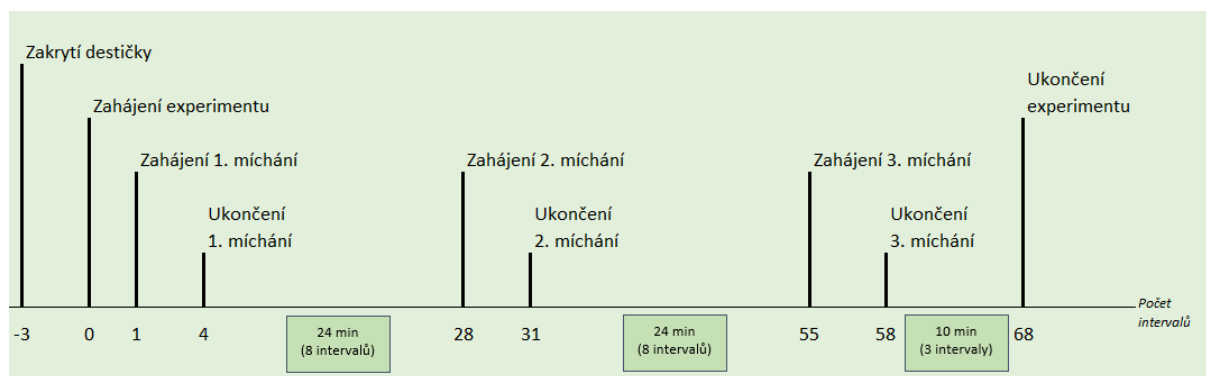 Zakrytí destičky
Zahájení experimentu
Ukončení
experimentu
Zahájení 1. míchání
Zahájení 2. míchání
Zahájení 3. míchání
Ukončení
1. míchání
Ukončení
2. míchání
Ukončení
3. míchání
Počet
intervalů
-3 0 1 4 28 31 55 58 68
24 min
(8 intervalů)
24 min
(8 intervalů)
10 min
(3 intervaly)